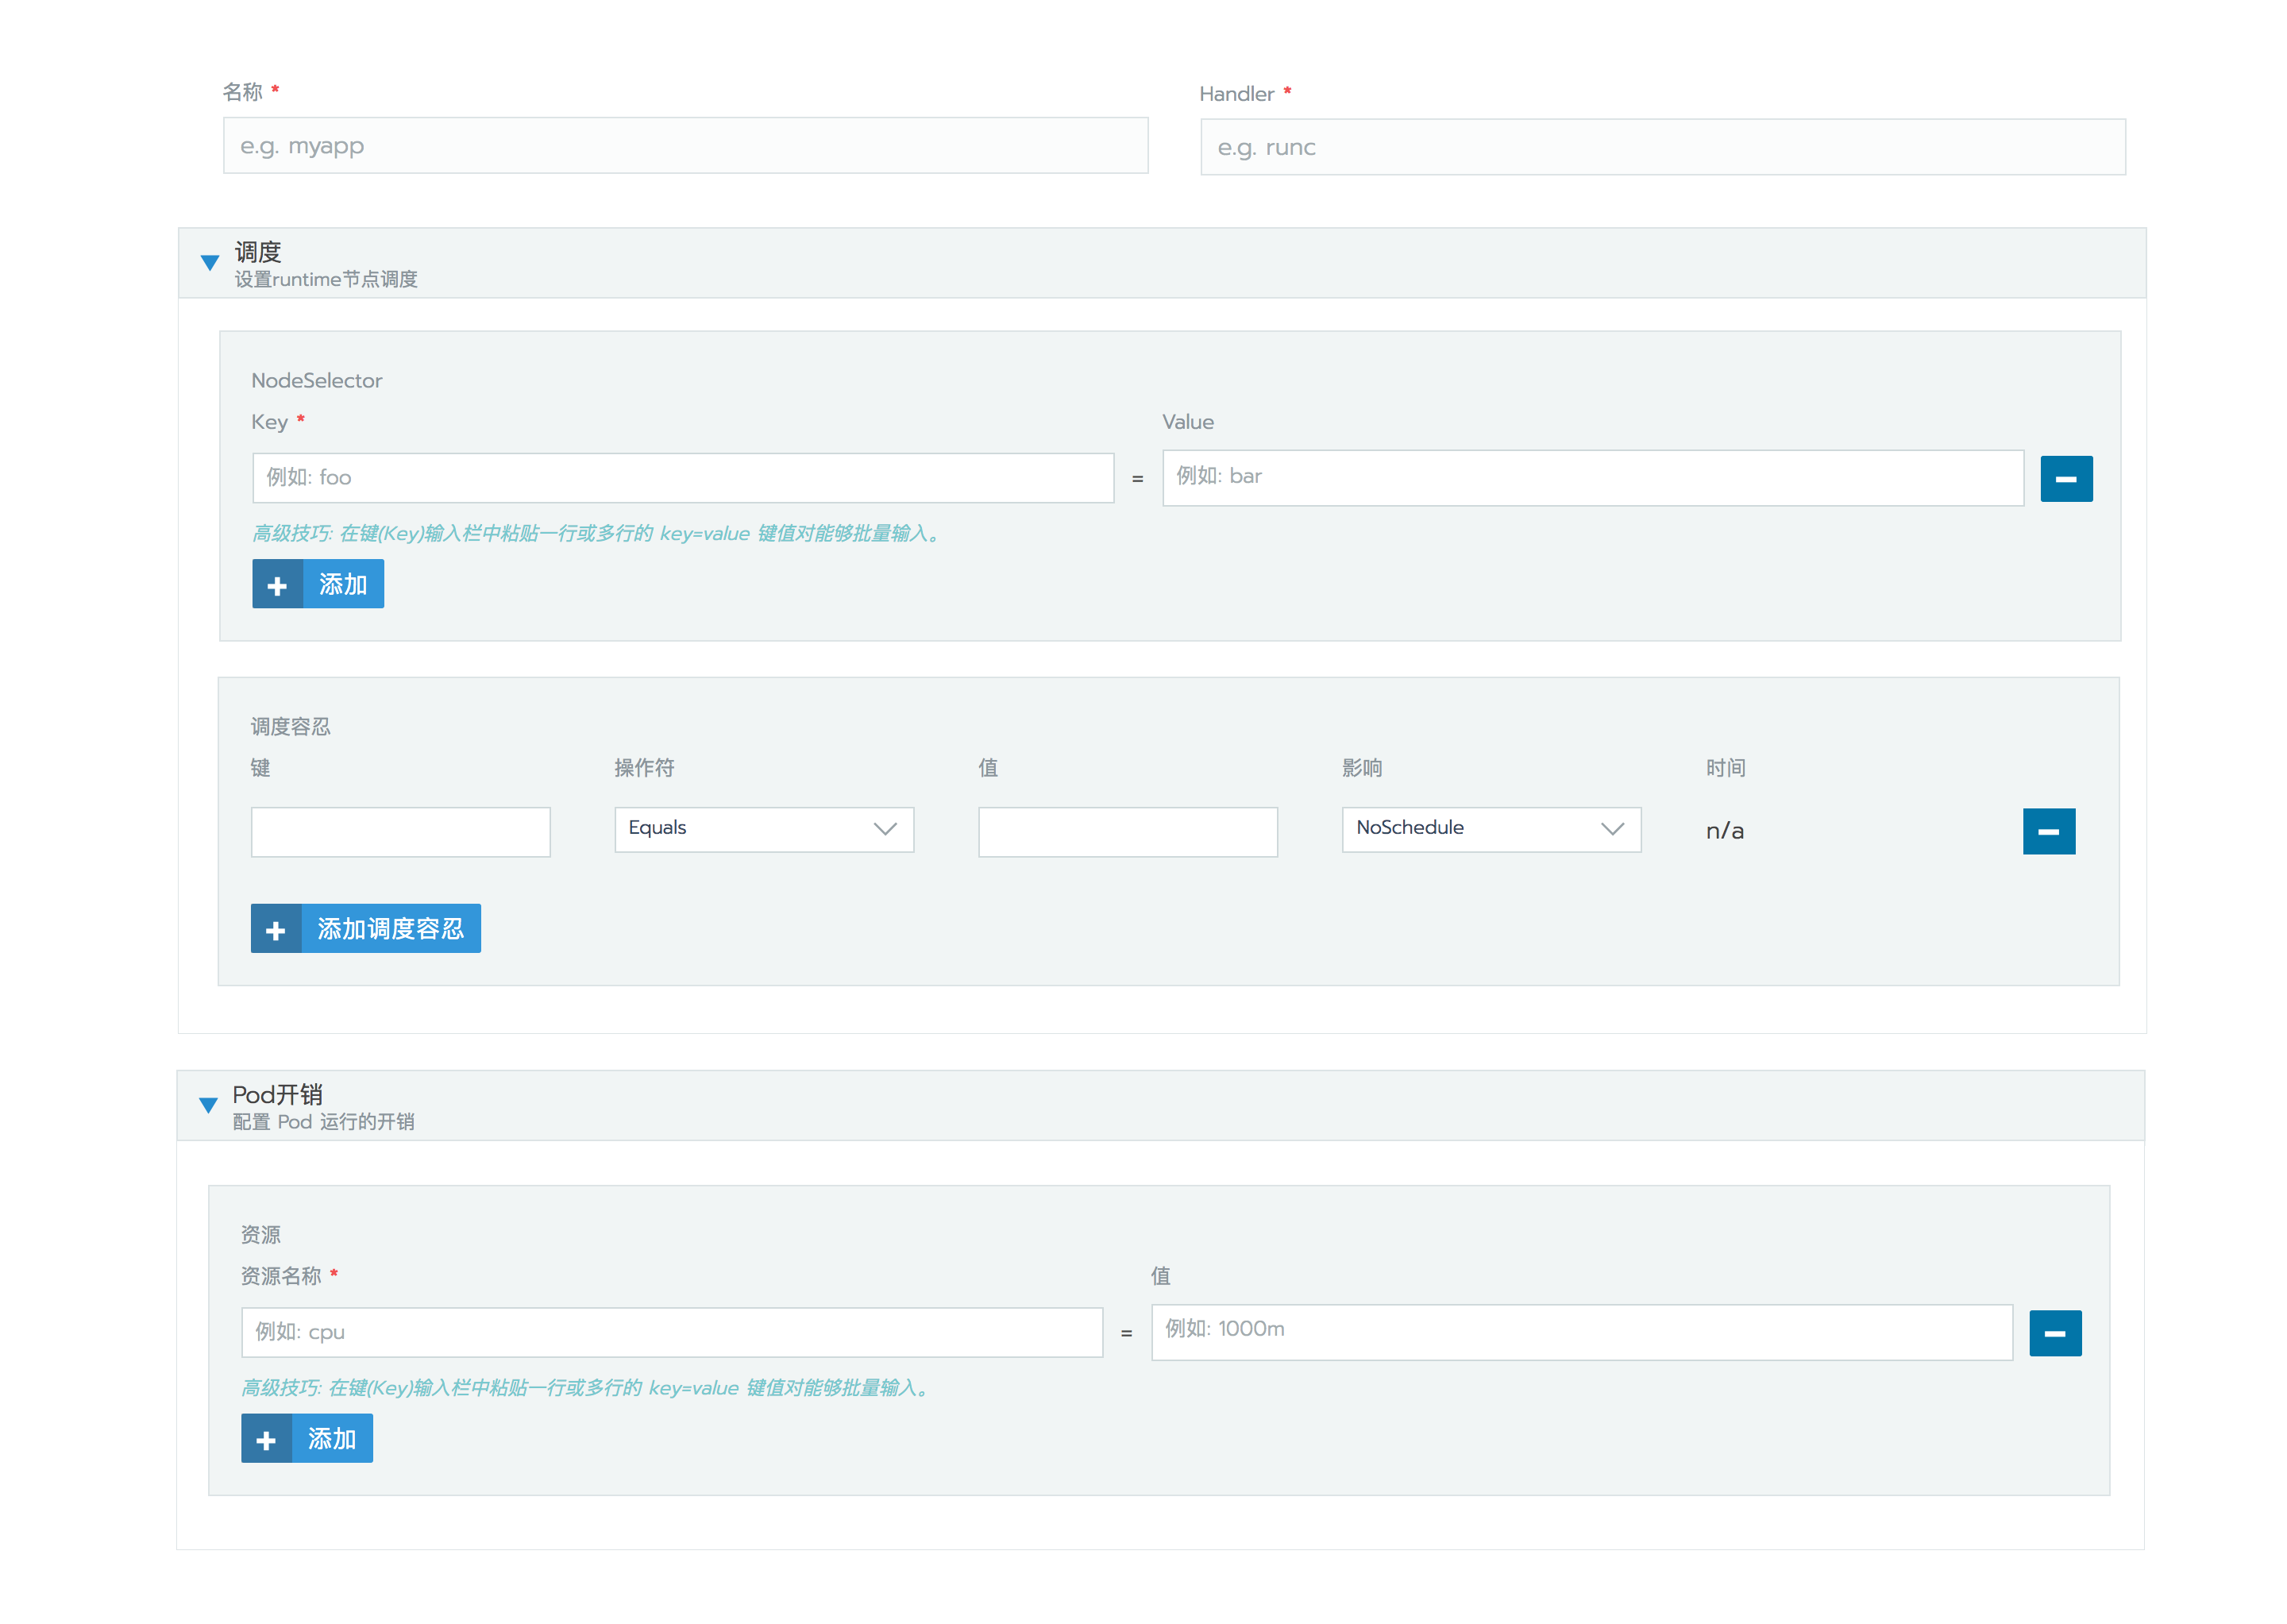 名称 *
Handler *
e.g. myapp
e.g. runc
调度
设置runtime节点调度
NodeSelector
Key *
Value
例如: foo
=
例如: bar
高级技巧: 在键(Key)输入栏中粘贴一行或多行的 key=value 键值对能够批量输入。
添加
调度容忍
键 操作符 值 影响 时间
Equals NoSchedule n/a
添加调度容忍
Pod开销
配置 Pod 运行的开销
资源
资源名称 *
值
例如: cpu
=
例如: 1000m
高级技巧: 在键(Key)输入栏中粘贴一行或多行的 key=value 键值对能够批量输入。
添加